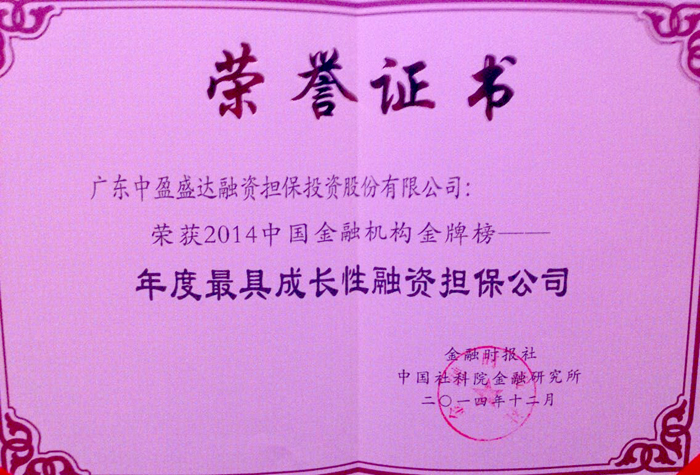 荣誉证书
广东中盈盛达融资担保投资股份有限公司：
荣获2014中国金融机构金牌榜——
年度最具成长性融资担保公司
金融时报社
中国社科院金融研究所
二〇一四年十二月